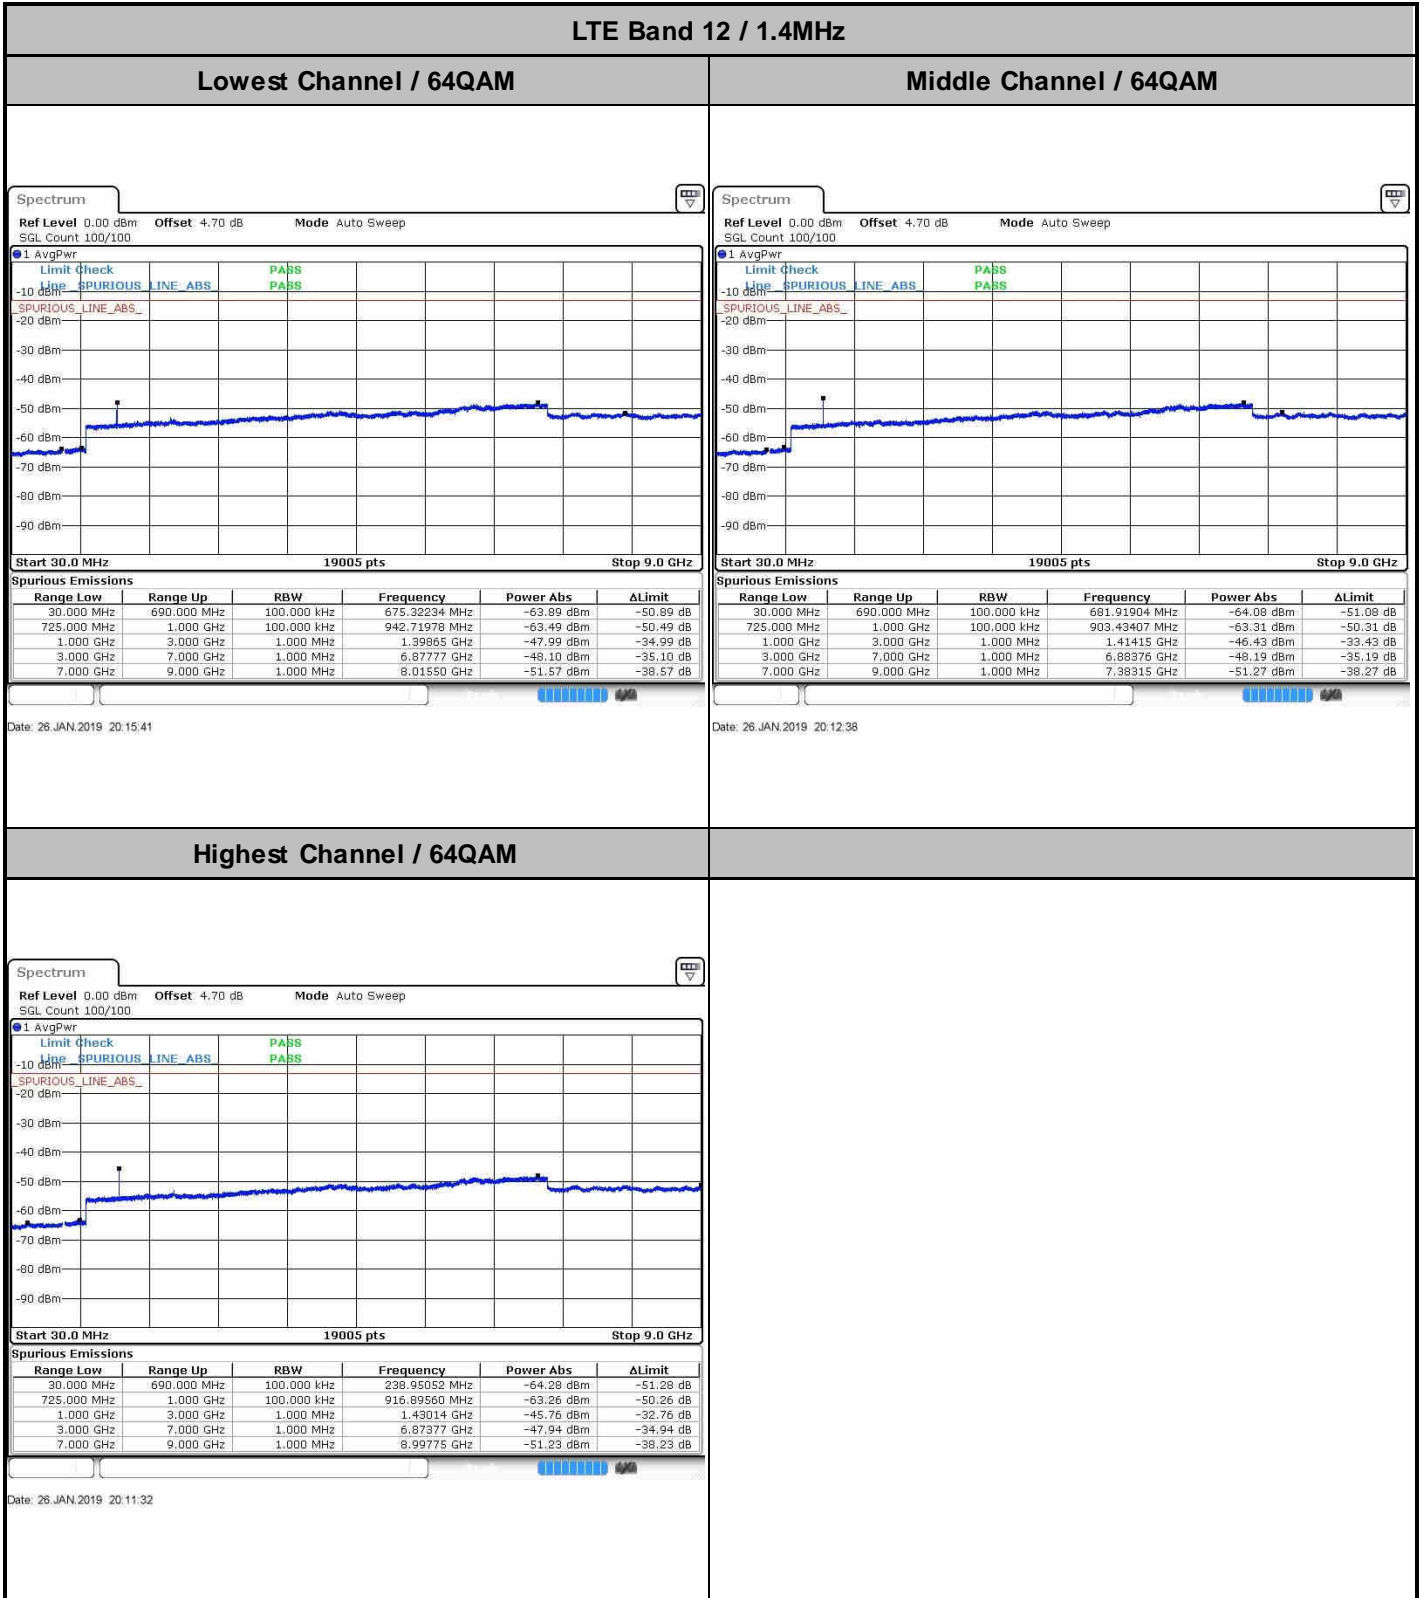 LTE Band 12 / 1.4MHz
Lowest Channel / 64QAM
Middle Channel / 64QAM
Spectrum
Ref Level 0.00 dBm Offset 4.70 dB Mode Auto Sweep
SGL Count 100/100
1 AvgPwr
Limit Check PASS
Line _SPURIOUS_LINE_ABS_ PASS
-10 dBm
_SPURIOUS_LINE_ABS_
-20 dBm
-30 dBm
-40 dBm
-50 dBm
-60 dBm
-70 dBm
-80 dBm
-90 dBm
Start 30.0 MHz 19005 pts Stop 9.0 GHz
Spurious Emissions
Range Low Range Up RBW Frequency Power Abs ΔLimit
30.000 MHz 690.000 MHz 100.000 kHz 675.32234 MHz -63.89 dBm -50.89 dB
725.000 MHz 1.000 GHz 100.000 kHz 942.71978 MHz -63.49 dBm -50.49 dB
1.000 GHz 3.000 GHz 1.000 MHz 1.39865 GHz -47.99 dBm -34.99 dB
3.000 GHz 7.000 GHz 1.000 MHz 6.87777 GHz -48.10 dBm -35.10 dB
7.000 GHz 9.000 GHz 1.000 MHz 8.01550 GHz -51.57 dBm -38.57 dB
Date: 26.JAN.2019 20:15:41
Spectrum
Ref Level 0.00 dBm Offset 4.70 dB Mode Auto Sweep
SGL Count 100/100
1 AvgPwr
Limit Check PASS
Line _SPURIOUS_LINE_ABS_ PASS
-10 dBm
_SPURIOUS_LINE_ABS_
-20 dBm
-30 dBm
-40 dBm
-50 dBm
-60 dBm
-70 dBm
-80 dBm
-90 dBm
Start 30.0 MHz 19005 pts Stop 9.0 GHz
Spurious Emissions
Range Low Range Up RBW Frequency Power Abs ΔLimit
30.000 MHz 690.000 MHz 100.000 kHz 681.91904 MHz -64.08 dBm -51.08 dB
725.000 MHz 1.000 GHz 100.000 kHz 903.43407 MHz -63.31 dBm -50.31 dB
1.000 GHz 3.000 GHz 1.000 MHz 1.41415 GHz -46.43 dBm -33.43 dB
3.000 GHz 7.000 GHz 1.000 MHz 6.88376 GHz -48.19 dBm -35.19 dB
7.000 GHz 9.000 GHz 1.000 MHz 7.38315 GHz -51.27 dBm -38.27 dB
Date: 26.JAN.2019 20:12:38
Highest Channel / 64QAM
Spectrum
Ref Level 0.00 dBm Offset 4.70 dB Mode Auto Sweep
SGL Count 100/100
1 AvgPwr
Limit Check PASS
Line _SPURIOUS_LINE_ABS_ PASS
-10 dBm
_SPURIOUS_LINE_ABS_
-20 dBm
-30 dBm
-40 dBm
-50 dBm
-60 dBm
-70 dBm
-80 dBm
-90 dBm
Start 30.0 MHz 19005 pts Stop 9.0 GHz
Spurious Emissions
Range Low Range Up RBW Frequency Power Abs ΔLimit
30.000 MHz 690.000 MHz 100.000 kHz 238.95052 MHz -64.28 dBm -51.28 dB
725.000 MHz 1.000 GHz 100.000 kHz 916.89560 MHz -63.26 dBm -50.26 dB
1.000 GHz 3.000 GHz 1.000 MHz 1.43014 GHz -45.76 dBm -32.76 dB
3.000 GHz 7.000 GHz 1.000 MHz 6.87377 GHz -47.94 dBm -34.94 dB
7.000 GHz 9.000 GHz 1.000 MHz 8.99775 GHz -51.23 dBm -38.23 dB
Date: 26.JAN.2019 20:11:32